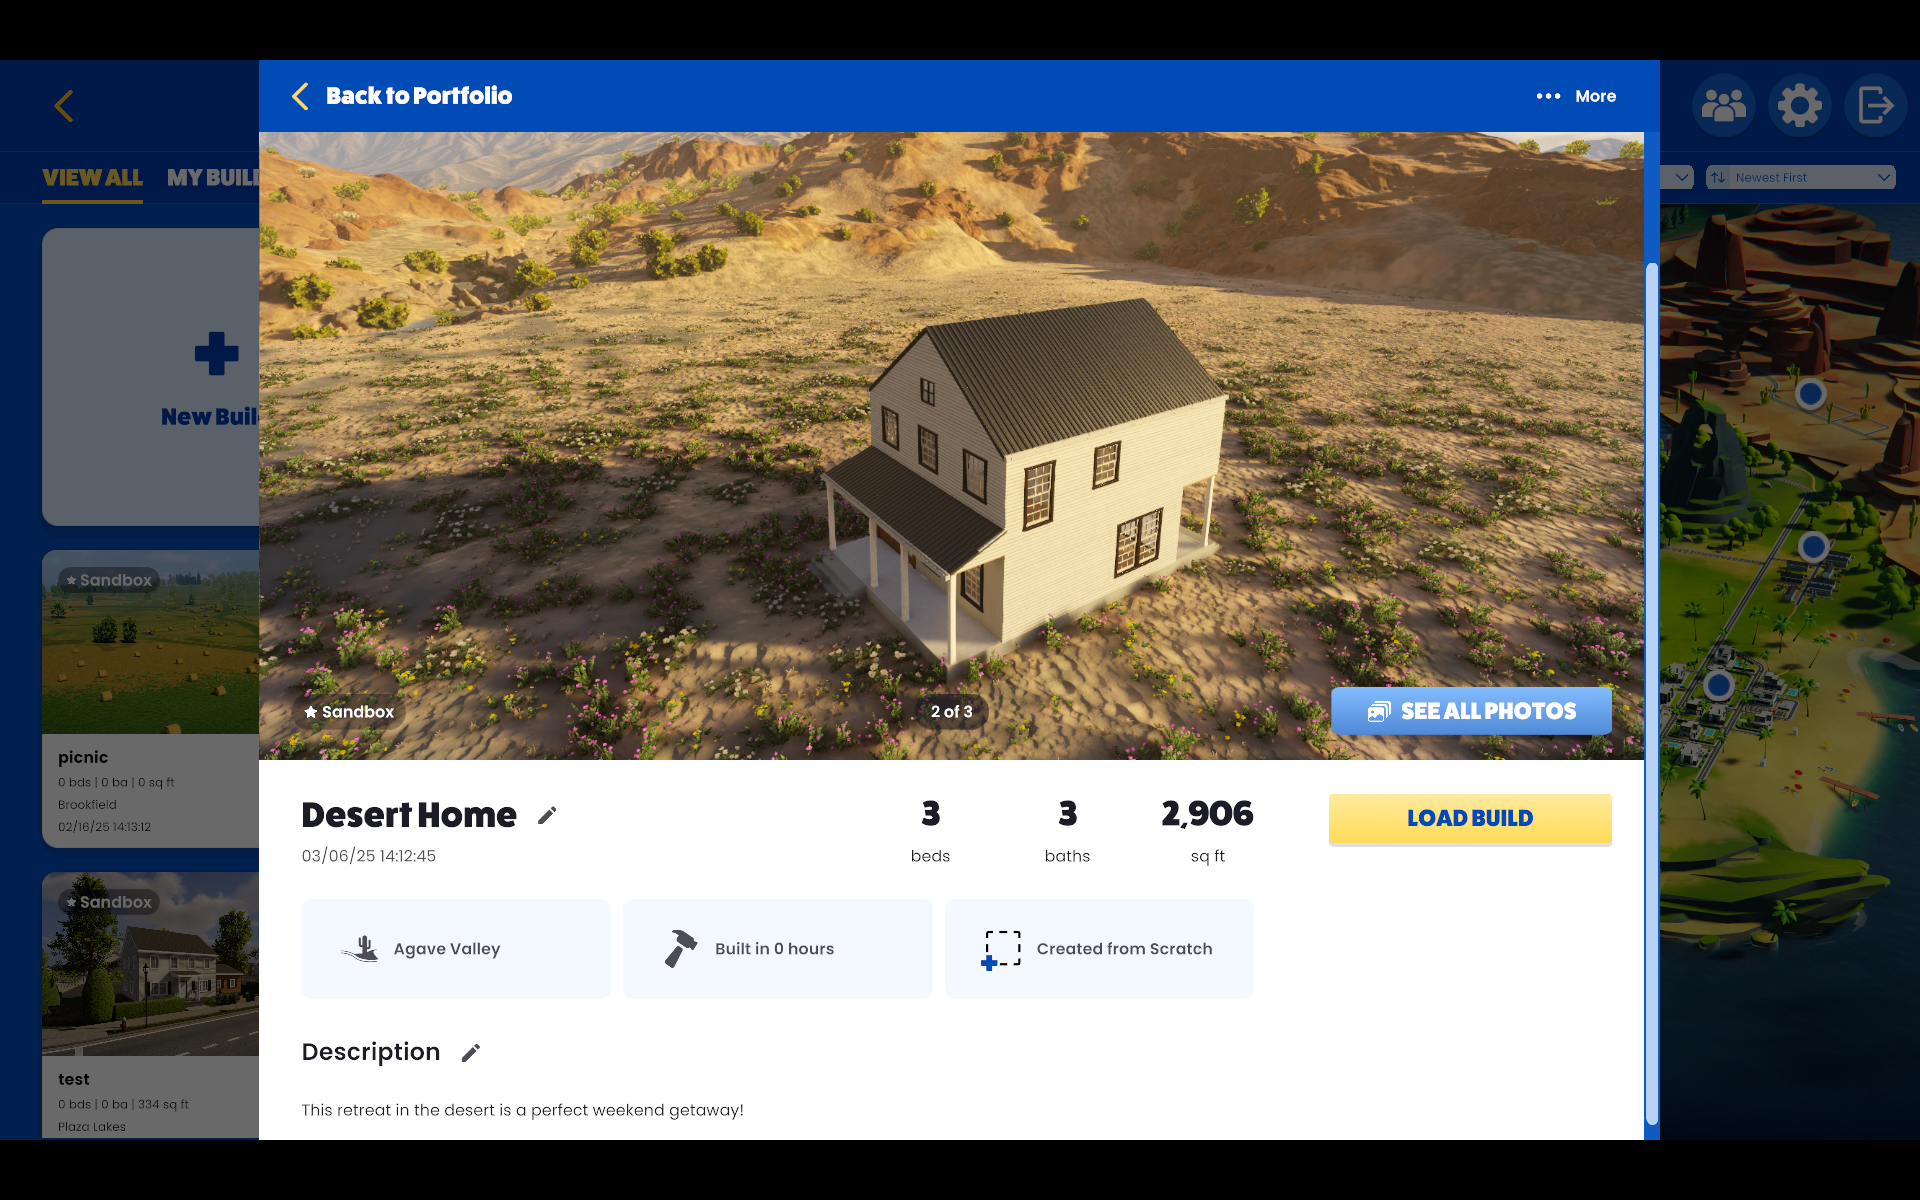 Back to Portfolio
More
VIEW ALL
MY BUIL
Newest First
New Buil
Sandbox
picnic
0 bds | 0 ba | 0 sq ft
Brookfield
02/16/25 14:13:12
Sandbox
test
0 bds | 0 ba | 334 sq ft
Plaza Lakes
Sandbox
2 of 3
SEE ALL PHOTOS
Desert Home
03/06/25 14:12:45
3
beds
3
baths
2,906
sq ft
LOAD BUILD
Agave Valley
Built in 0 hours
Created from Scratch
Description
This retreat in the desert is a perfect weekend getaway!